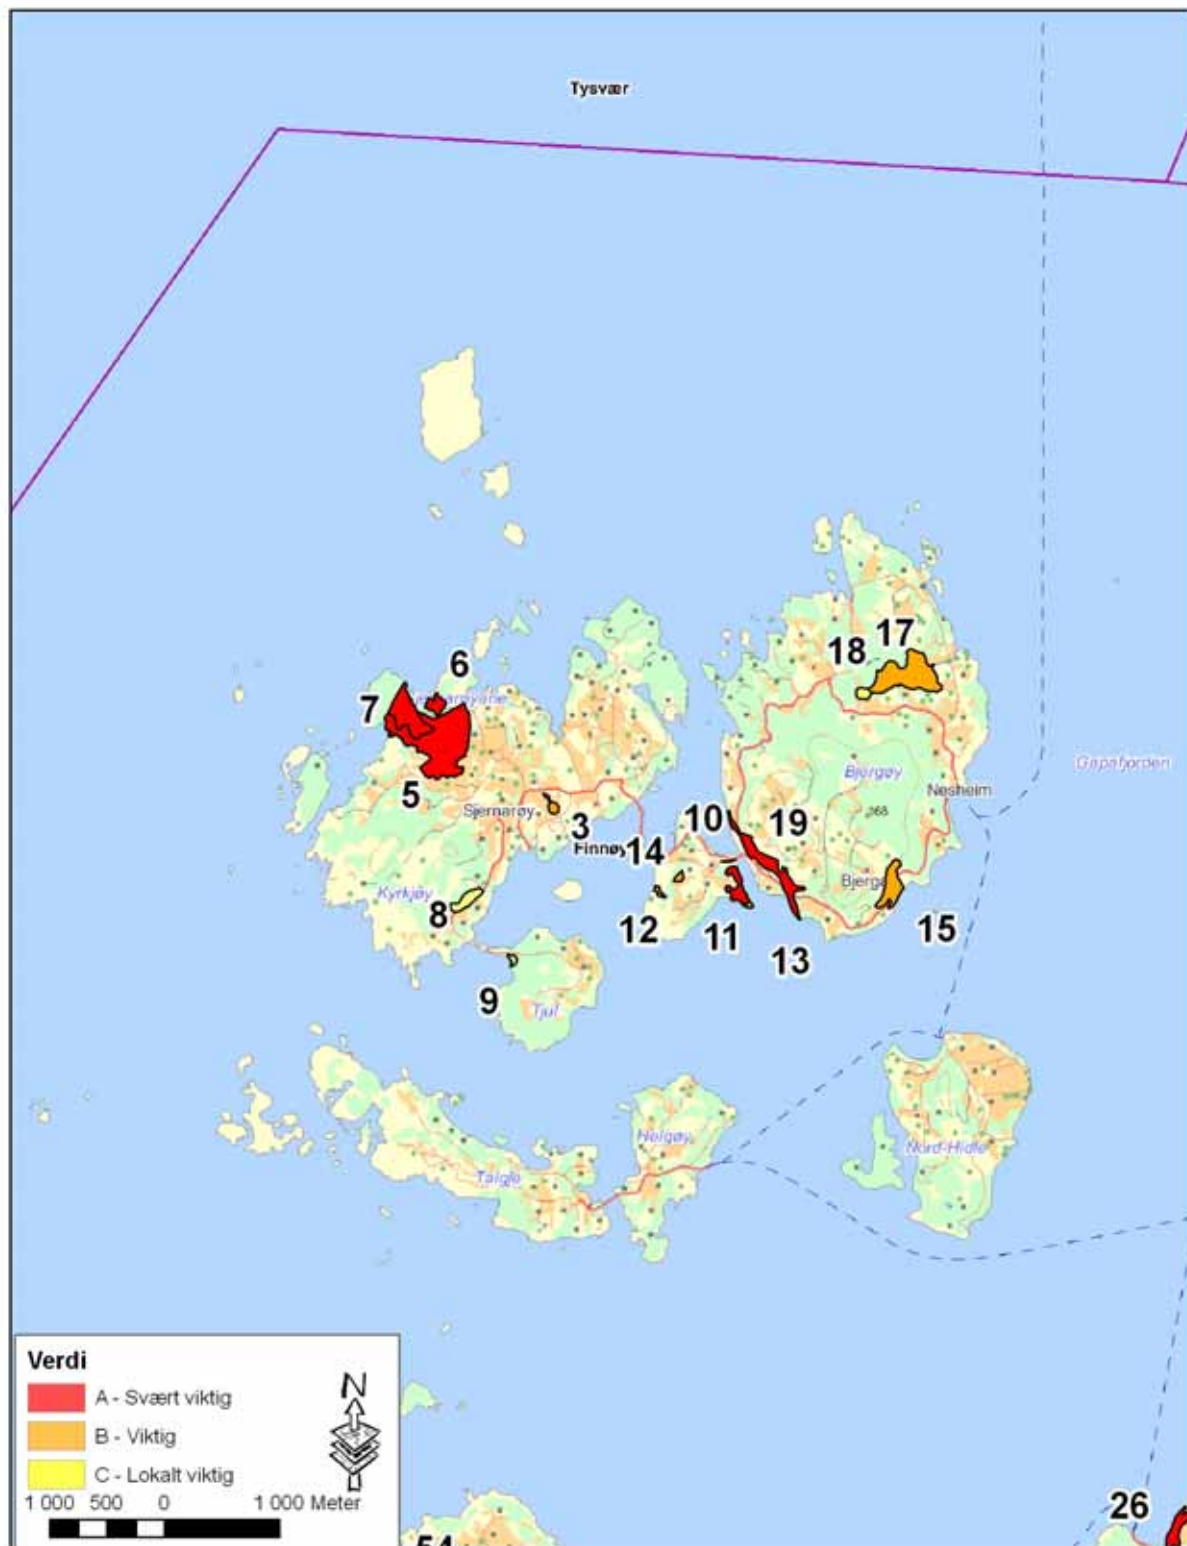 Tysvær
17
18
6
7
Gapafjorden
Bjergøy
Nesheim
5
Sjernarøy
268
3
10
19
Finnøy
14
Kyrkjøy
8
12
11
15
13
9
Tjul
Helgøy
Nord-Hidle
Talgje
Verdi
N
A - Svært viktig
B - Viktig
C - Lokalt viktig
1 000 500 0 1 000 Meter
26
54